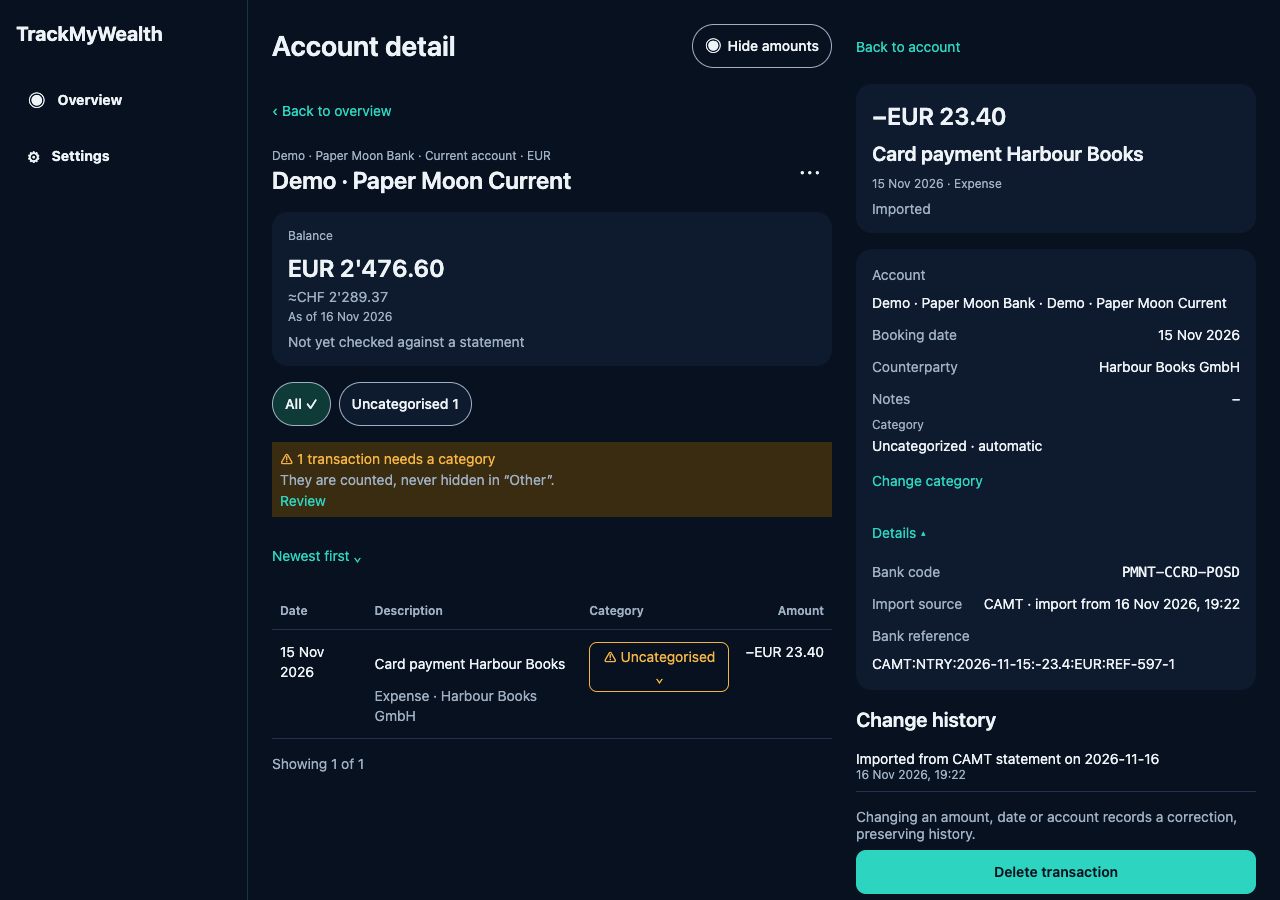 TrackMyWealth
Overview
Settings
Account detail
Hide amounts
‹ Back to overview
Demo · Paper Moon Bank · Current account · EUR
Demo · Paper Moon Current
Balance
EUR 2'476.60
≈CHF 2'289.37
As of 16 Nov 2026
Not yet checked against a statement
All ✓
Uncategorised 1
⚠ 1 transaction needs a category
They are counted, never hidden in “Other”.
Review
Newest first
Date Description Category Amount
15 Nov 2026
Card payment Harbour Books
Expense · Harbour Books GmbH
⚠ Uncategorised
−EUR 23.40
Showing 1 of 1
Back to account
−EUR 23.40
Card payment Harbour Books
15 Nov 2026 · Expense
Imported
Account
Demo · Paper Moon Bank · Demo · Paper Moon Current
Booking date 15 Nov 2026
Counterparty Harbour Books GmbH
Notes –
Category
Uncategorized · automatic
Change category
Details
Bank code PMNT-CCRD-POSD
Import source CAMT · import from 16 Nov 2026, 19:22
Bank reference
CAMT:NTRY:2026-11-15:-23.4:EUR:REF-597-1
Change history
Imported from CAMT statement on 2026-11-16
16 Nov 2026, 19:22
Changing an amount, date or account records a correction,
preserving history.
Delete transaction